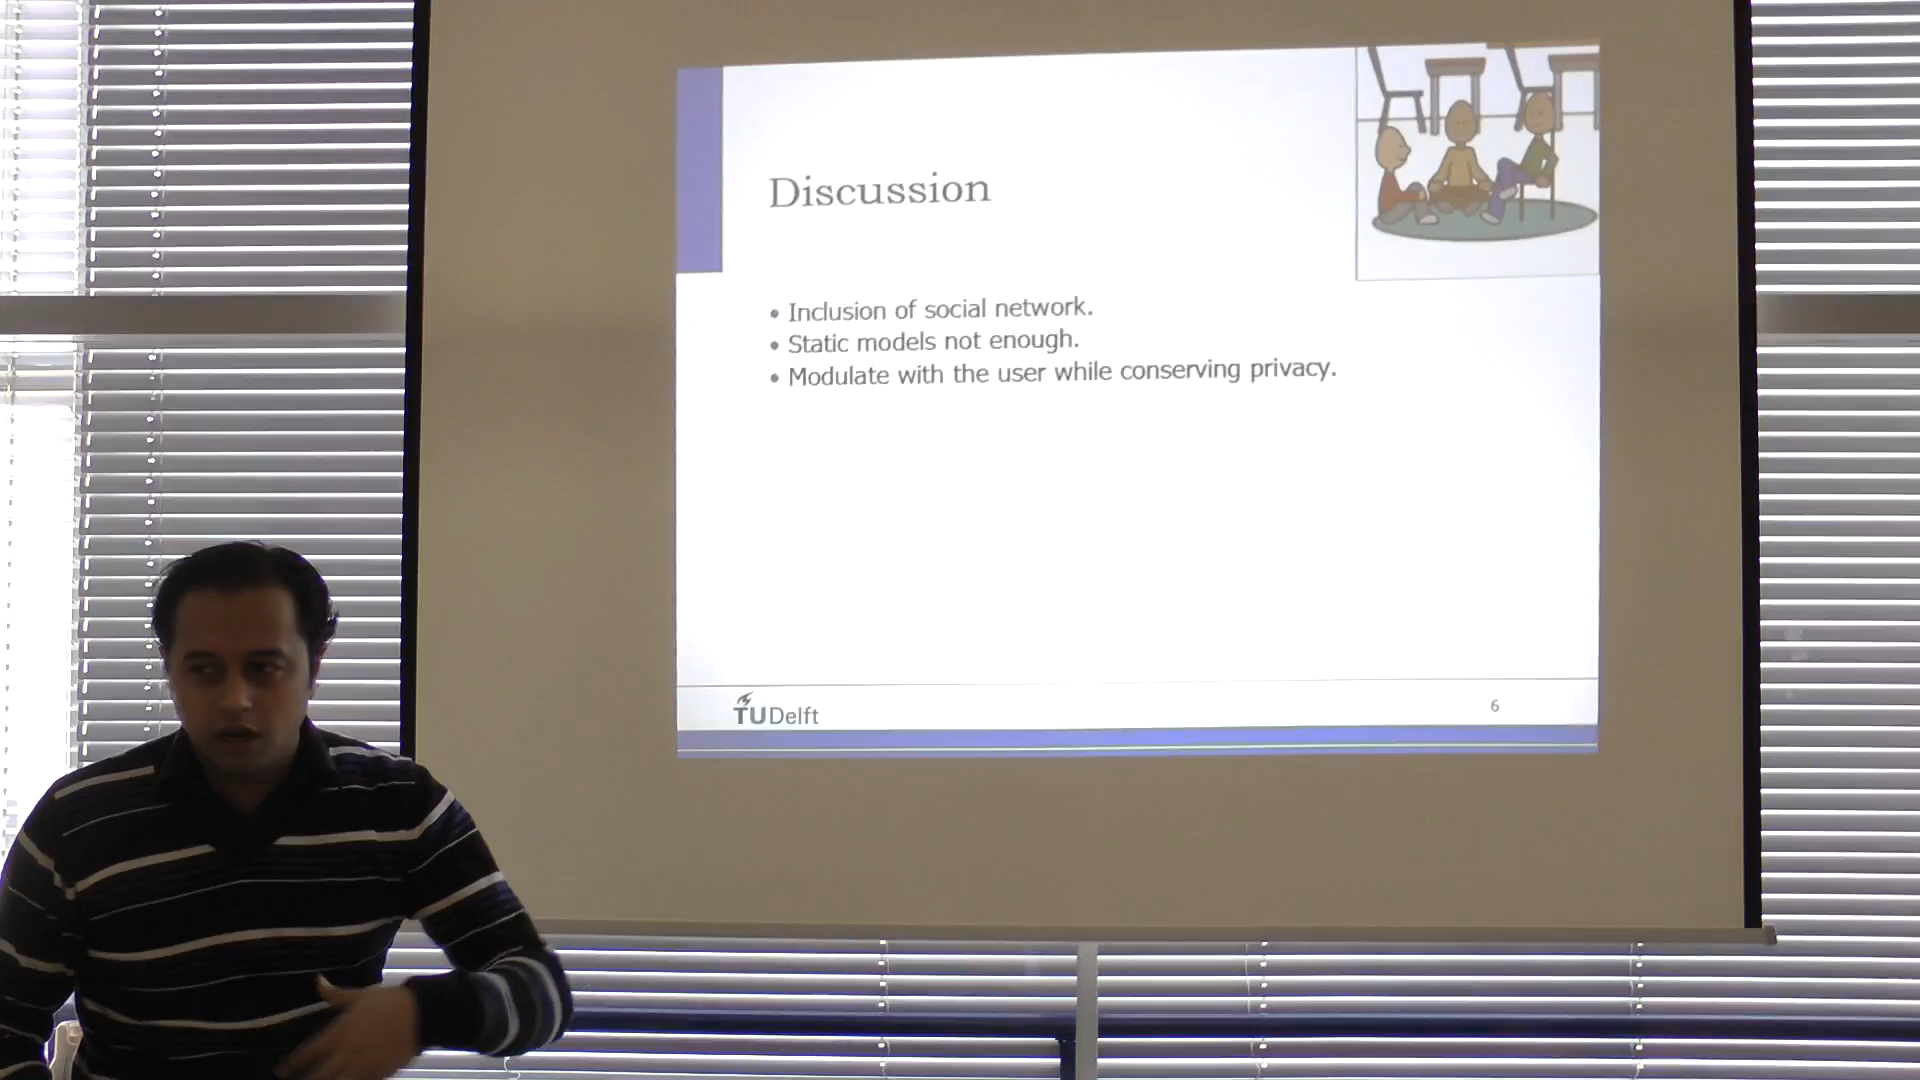 Discussion
• Inclusion of social network.
• Static models not enough.
• Modulate with the user while conserving privacy.
TUDelft
6